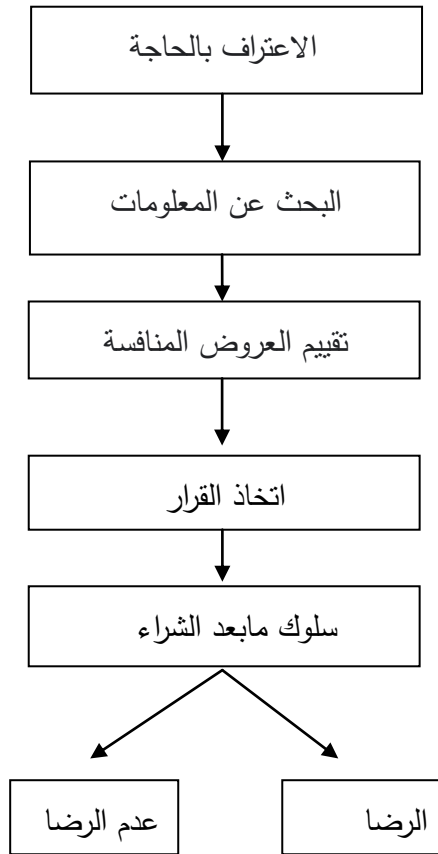 الاعتراف بالحاجة
البحث عن المعلومات
تقييم العروض المنافسة
اتخاذ القرار
سلوك مابعد الشراء
الرضا
عدم الرضا